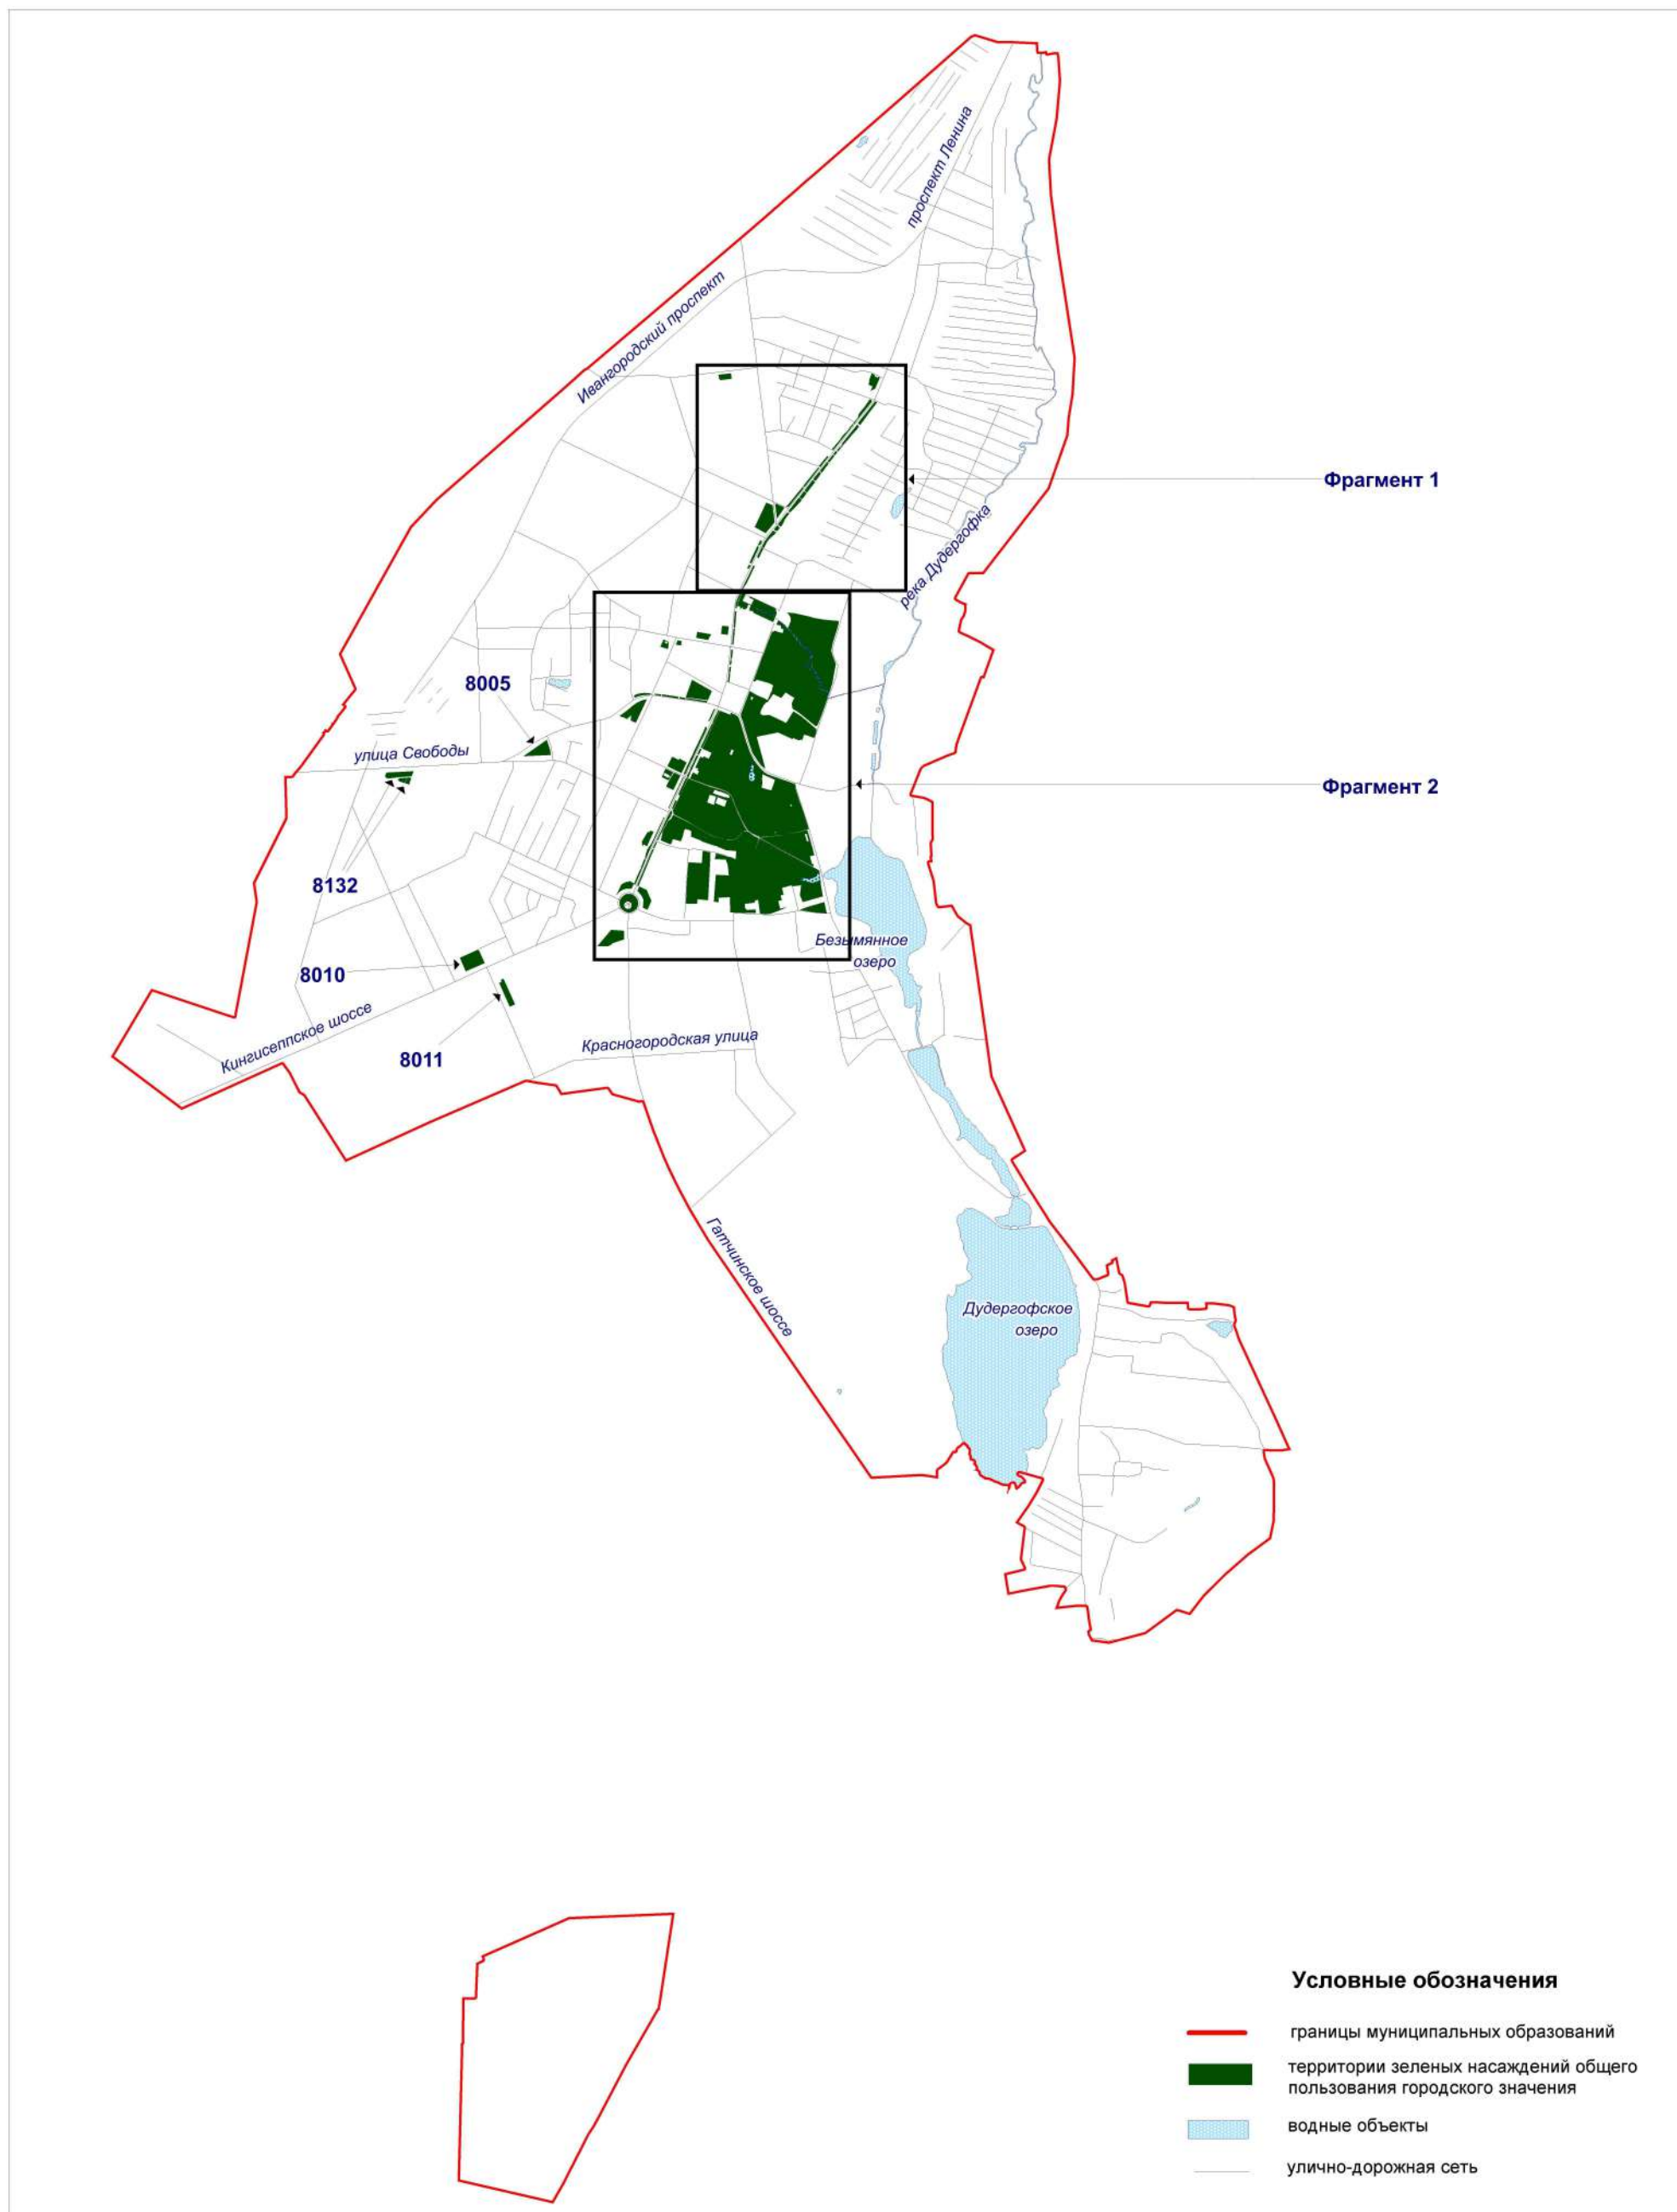 проспект Ленина
Ивангородский проспект
Фрагмент 1
река Дудергофка
8005
улица Свободы
Фрагмент 2
8132
Безымянное
озеро
8010
Кингисеппское шоссе
Красногородская улица
8011
Гатчинское шоссе
Дудергофское
озеро
Условные обозначения
границы муниципальных образований
территории зеленых насаждений общего
пользования городского значения
водные объекты
улично-дорожная сеть